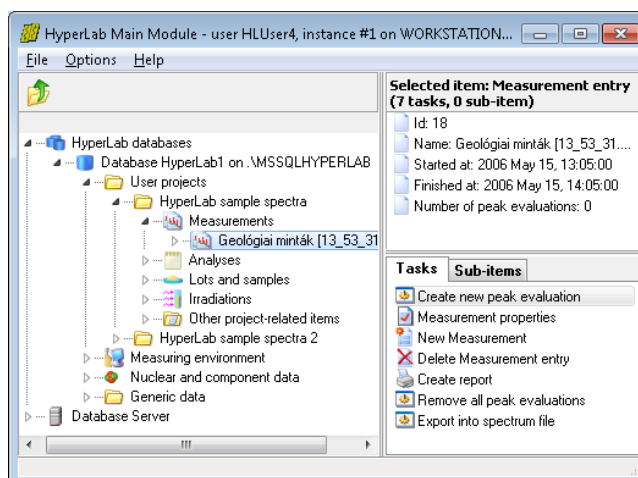 HyperLab Main Module - user HLUser4, instance #1 on WORKSTATION...
File Options Help
HyperLab databases
Database HyperLab1 on .\MSSQLHYPERLAB
User projects
HyperLab sample spectra
Measurements
Geológiai minták [13_53_31
Analyses
Lots and samples
Irradiations
Other project-related items
HyperLab sample spectra 2
Measuring environment
Nuclear and component data
Generic data
Database Server
Selected item: Measurement entry
(7 tasks, 0 sub-item)
Id: 18
Name: Geológiai minták [13_53_31....
Started at: 2006 May 15, 13:05:00
Finished at: 2006 May 15, 14:05:00
Number of peak evaluations: 0
Tasks Sub-items
Create new peak evaluation
Measurement properties
New Measurement
Delete Measurement entry
Create report
Remove all peak evaluations
Export into spectrum file